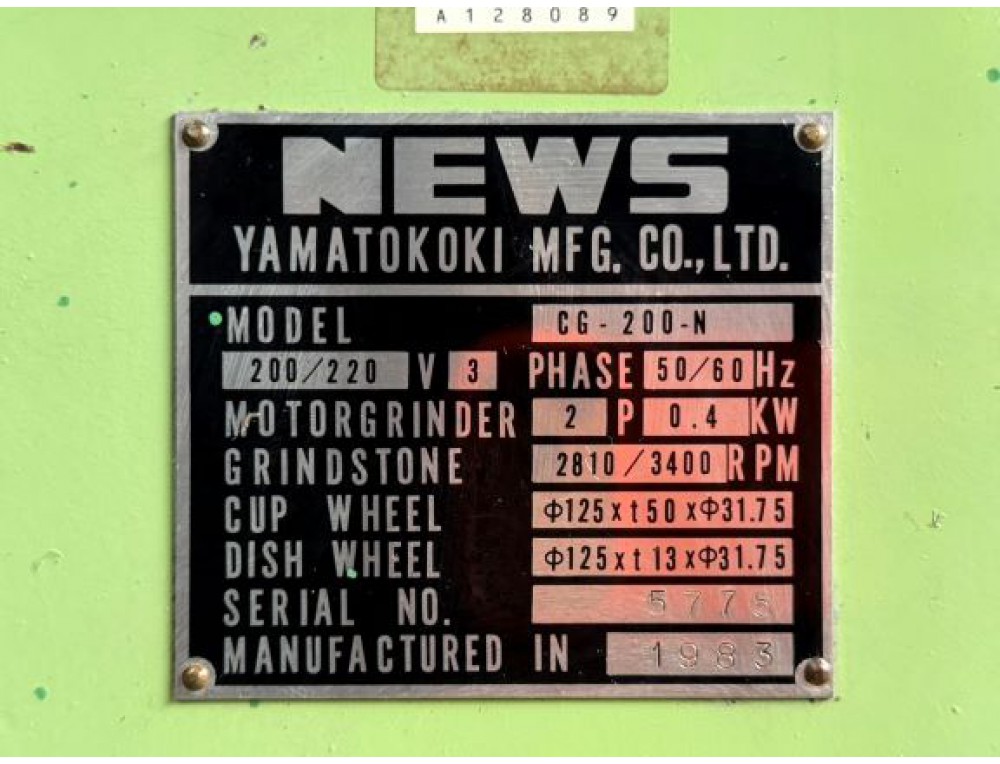 A128089
NEWS
YAMATOKOKI MFG. CO., LTD.
MODEL CG-200-N
200/220 V 3 PHASE 50/60 Hz
MOTORGRINDER 2 P 0.4 KW
GRINDSTONE 2810/3400 RPM
CUP WHEEL Φ125xt50xΦ31.75
DISH WHEEL Φ125xt13xΦ31.75
SERIAL NO.
MANUFACTURED IN 1983